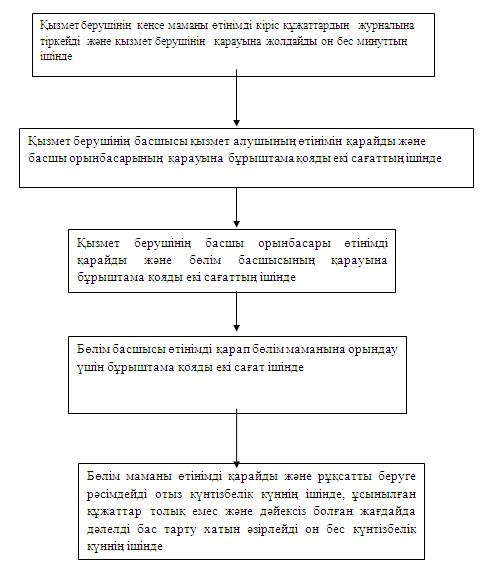 Қызмет берушінің кеңсе маманы өтінімді кіріс құжаттардың журналына
тіркейді және қызмет берушінің қарауына жолдайды он бес минуттың
ішінде
Қызмет берушінің басшысы қызмет алушының өтінімін қарайды және
басшы орынбасарының қарауына бұрыштама қояды екі сағаттың ішінде
Қызмет берушінің басшы орынбасары өтінімді
қарайды және бөлім басшысының қарауына
бұрыштама қояды екі сағаттың ішінде
Бөлім басшысы өтінімді қарап бөлім маманына орындау
үшін бұрыштама қояды екі сағат ішінде
Бөлім маманы өтінімді қарайды және рұқсатты беруге
рәсімдейді отыз күнтізбелік күннің ішінде, ұсынылған
құжаттар толық емес және дәйексіз болған жағдайда
дәлелді бас тарту хатын әзірлейді он бес күнтізбелік
күннің ішінде